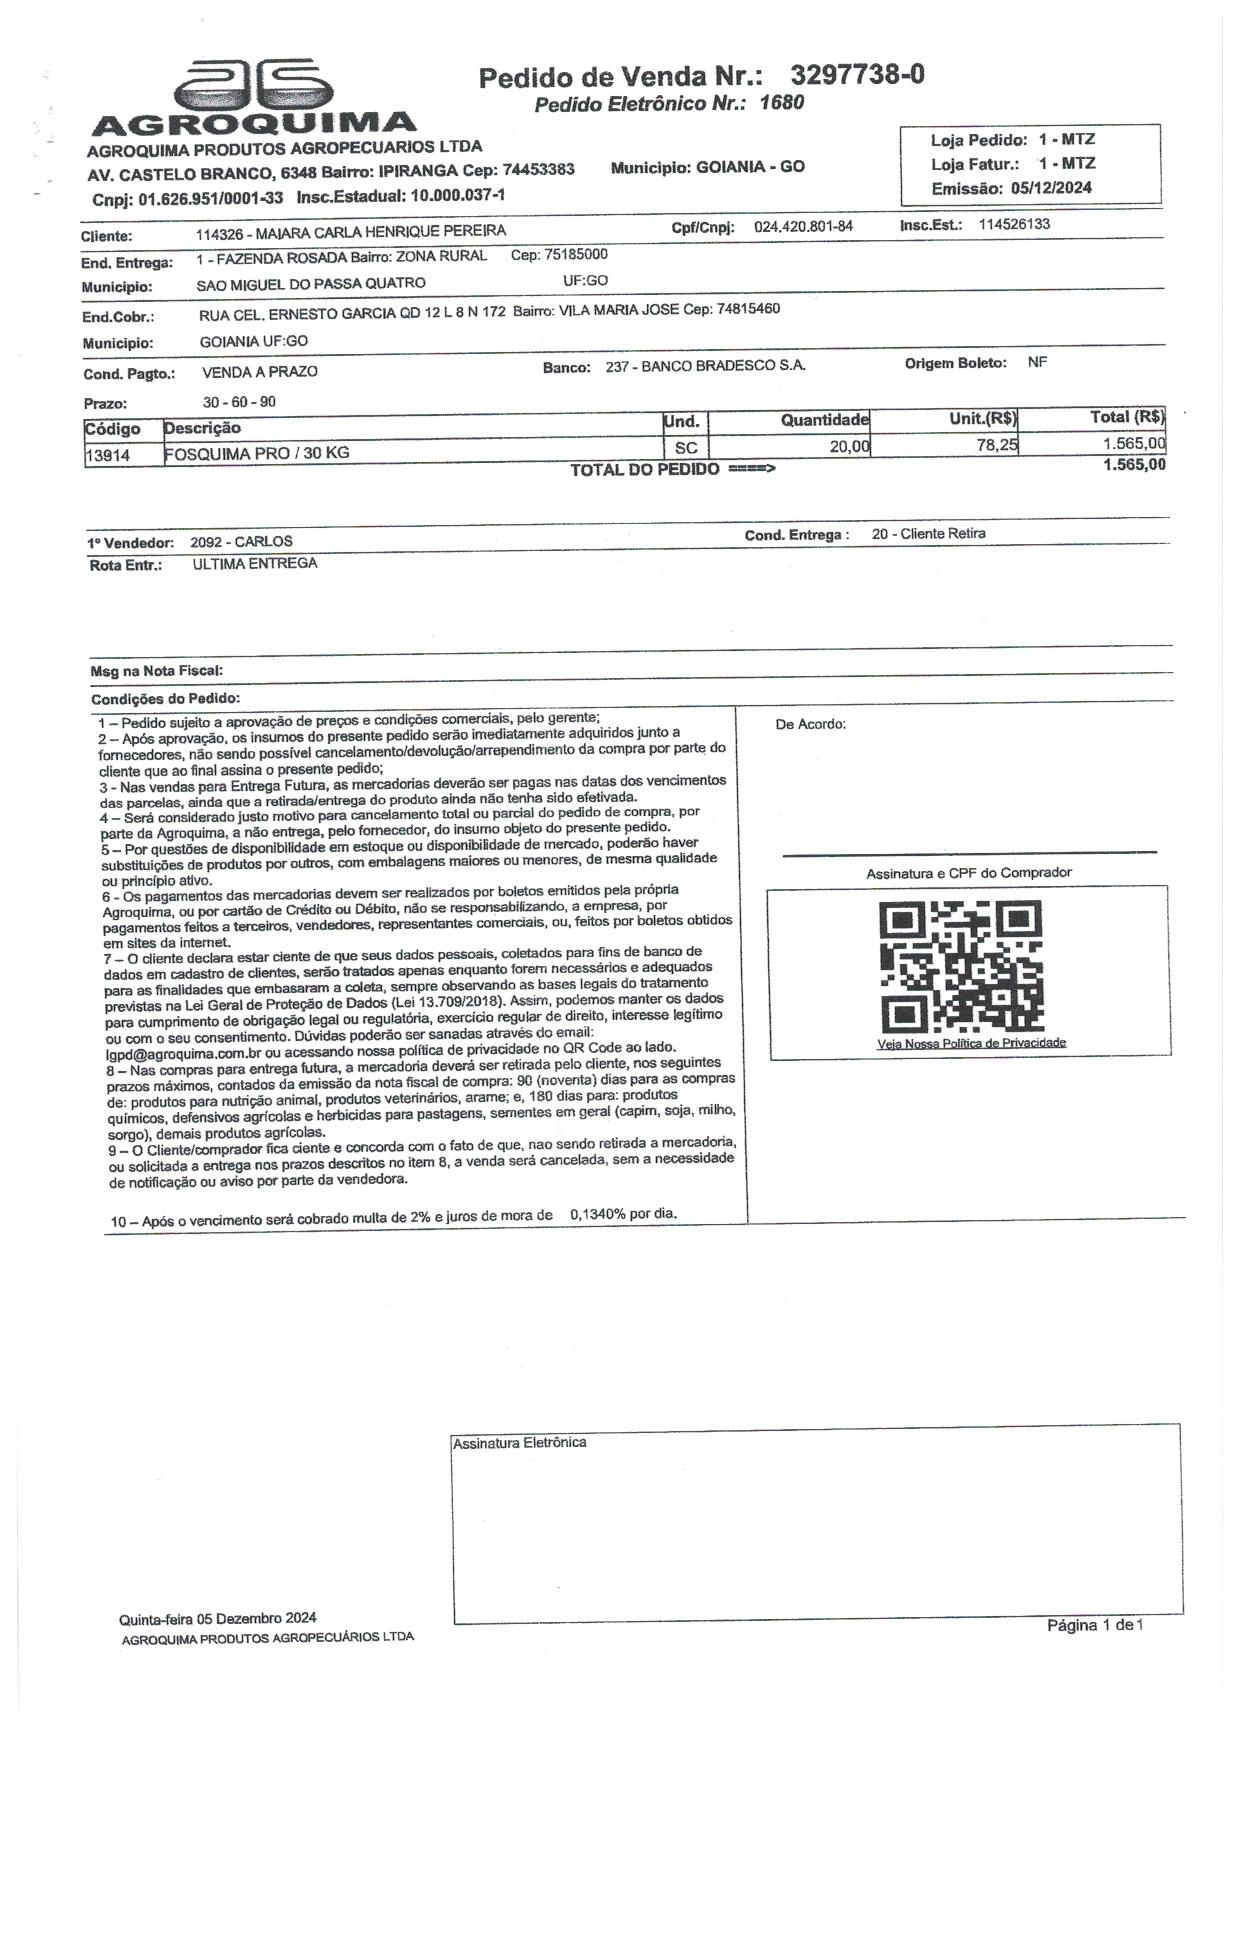 Pedido de Venda Nr.: 3297738-0
Pedido Eletrônico Nr.: 1680
AGROQUIMA
AGROQUIMA PRODUTOS AGROPECUARIOS LTDA
AV. CASTELO BRANCO, 6348 Bairro: IPIRANGA Cep: 74453383 Municipio: GOIANIA - GO
Cnpj: 01.626.951/0001-33 Insc.Estadual: 10.000.037-1
Loja Pedido: 1 - MTZ
Loja Fatur.: 1 - MTZ
Emissão: 05/12/2024
Cliente: 114326 - MAIARA CARLA HENRIQUE PEREIRA Cpf/Cnpj: 024.420.801-84 Insc.Est.: 114526133
End. Entrega: 1 - FAZENDA ROSADA Bairro: ZONA RURAL Cep: 75185000
Municipio: SAO MIGUEL DO PASSA QUATRO UF:GO
End.Cobr.: RUA CEL. ERNESTO GARCIA QD 12 L 8 N 172 Bairro: VILA MARIA JOSE Cep: 74815460
Municipio: GOIANIA UF:GO
Cond. Pagto.: VENDA A PRAZO Banco: 237 - BANCO BRADESCO S.A. Origem Boleto: NF
Prazo: 30 - 60 - 90
Código Descrição Und. Quantidade Unit.(R$) Total (R$)
13914 FOSQUIMA PRO / 30 KG SC 20,00 78,25 1.565,00
TOTAL DO PEDIDO ====> 1.565,00
1º Vendedor: 2092 - CARLOS Cond. Entrega : 20 - Cliente Retira
Rota Entr.: ULTIMA ENTREGA
Msg na Nota Fiscal:
Condições do Pedido:
1 – Pedido sujeito a aprovação de preços e condições comerciais, pelo gerente;
2 – Após aprovação, os insumos do presente pedido serão imediatamente adquiridos junto a
fornecedores, não sendo possível cancelamento/devolução/arrependimento da compra por parte do
cliente que ao final assina o presente pedido;
3 - Nas vendas para Entrega Futura, as mercadorias deverão ser pagas nas datas dos vencimentos
das parcelas, ainda que a retirada/entrega do produto ainda não tenha sido efetivada.
4 – Será considerado justo motivo para cancelamento total ou parcial do pedido de compra, por
parte da Agroquima, a não entrega, pelo fornecedor, do insumo objeto do presente pedido.
5 – Por questões de disponibilidade em estoque ou disponibilidade de mercado, poderão haver
substituições de produtos por outros, com embalagens maiores ou menores, de mesma qualidade
ou princípio ativo.
6 - Os pagamentos das mercadorias devem ser realizados por boletos emitidos pela própria
Agroquima, ou por cartão de Crédito ou Débito, não se responsabilizando, a empresa, por
pagamentos feitos a terceiros, vendedores, representantes comerciais, ou, feitos por boletos obtidos
em sites da internet.
7 – O cliente declara estar ciente de que seus dados pessoais, coletados para fins de banco de
dados em cadastro de clientes, serão tratados apenas enquanto forem necessários e adequados
para as finalidades que embasaram a coleta, sempre observando as bases legais do tratamento
previstas na Lei Geral de Proteção de Dados (Lei 13.709/2018). Assim, podemos manter os dados
para cumprimento de obrigação legal ou regulatória, exercício regular de direito, interesse legítimo
ou com o seu consentimento. Dúvidas poderão ser sanadas através do email:
lgpd@agroquima.com.br ou acessando nossa política de privacidade no QR Code ao lado.
8 – Nas compras para entrega futura, a mercadoria deverá ser retirada pelo cliente, nos seguintes
prazos máximos, contados da emissão da nota fiscal de compra: 90 (noventa) dias para as compras
de: produtos para nutrição animal, produtos veterinários, arame; e, 180 dias para: produtos
químicos, defensivos agrícolas e herbicidas para pastagens, sementes em geral (capim, soja, milho,
sorgo), demais produtos agrícolas.
9 – O Cliente/comprador fica ciente e concorda com o fato de que, nao sendo retirada a mercadoria,
ou solicitada a entrega nos prazos descritos no item 8, a venda será cancelada, sem a necessidade
de notificação ou aviso por parte da vendedora.
10 – Após o vencimento será cobrado multa de 2% e juros de mora de 0,1340% por dia.
De Acordo:
Assinatura e CPF do Comprador
Veja Nossa Política de Privacidade
Assinatura Eletrônica
Quinta-feira 05 Dezembro 2024
AGROQUIMA PRODUTOS AGROPECUÁRIOS LTDA
Página 1 de 1